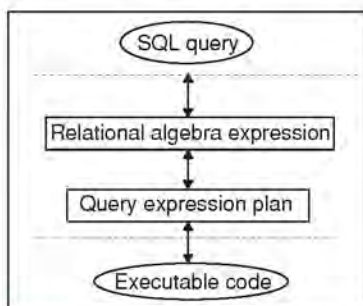 SQL query
Relational algebra expression
Query expression plan
Executable code